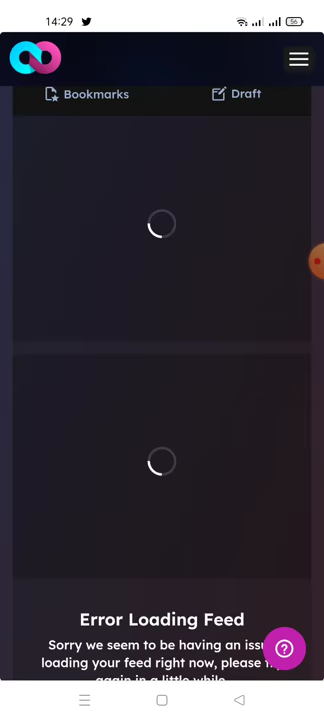 14:29
56
Bookmarks
Draft
Error Loading Feed
Sorry we seem to be having an issu
loading your feed right now, please
again in a little while